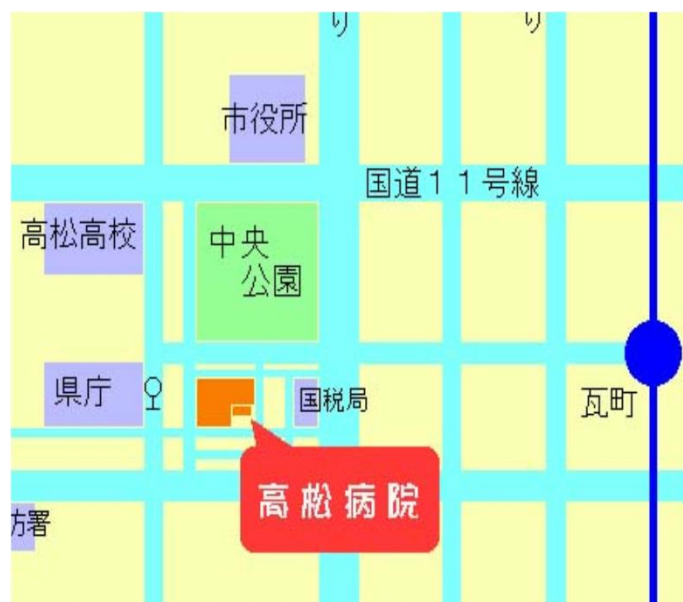 り
り
市役所
国道１１号線
高松高校
中央
公園
県庁
国税局
瓦町
高松病院
防署